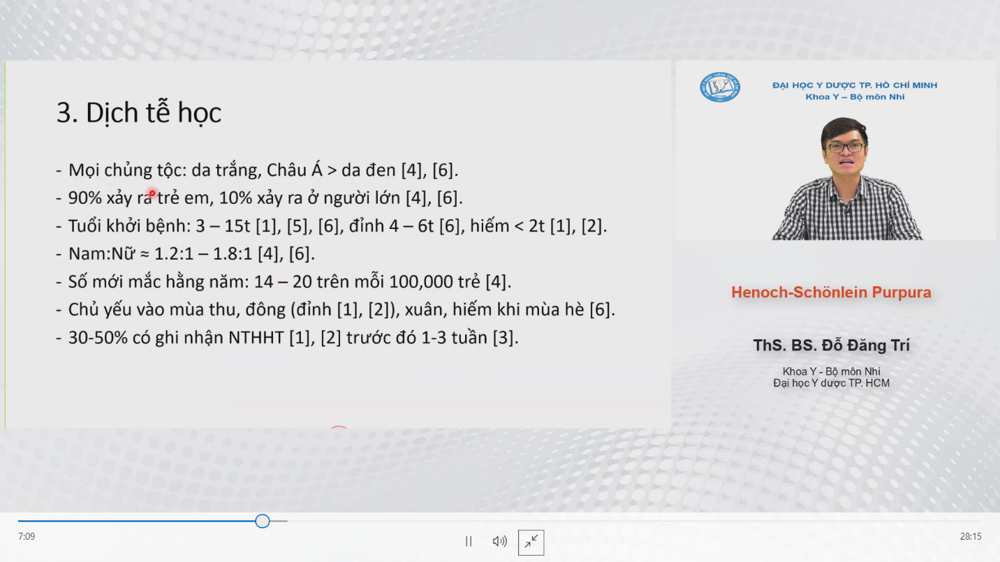 3. Dịch tễ học
- Mọi chủng tộc: da trắng, Châu Á > da đen [4], [6].
- 90% xảy ra trẻ em, 10% xảy ra ở người lớn [4], [6].
- Tuổi khởi bệnh: 3 – 15t [1], [5], [6], đỉnh 4 – 6t [6], hiếm < 2t [1], [2].
- Nam:Nữ ≈ 1.2:1 – 1.8:1 [4], [6].
- Số mới mắc hằng năm: 14 – 20 trên mỗi 100,000 trẻ [4].
- Chủ yếu vào mùa thu, đông (đỉnh [1], [2]), xuân, hiếm khi mùa hè [6].
- 30-50% có ghi nhận NTHHT [1], [2] trước đó 1-3 tuần [3].
ĐẠI HỌC Y DƯỢC TP. HỒ CHÍ MINH
Khoa Y – Bộ môn Nhi
Henoch-Schönlein Purpura
ThS. BS. Đỗ Đăng Trí
Khoa Y - Bộ môn Nhi
Đại học Y dược TP. HCM
7:09
28:15